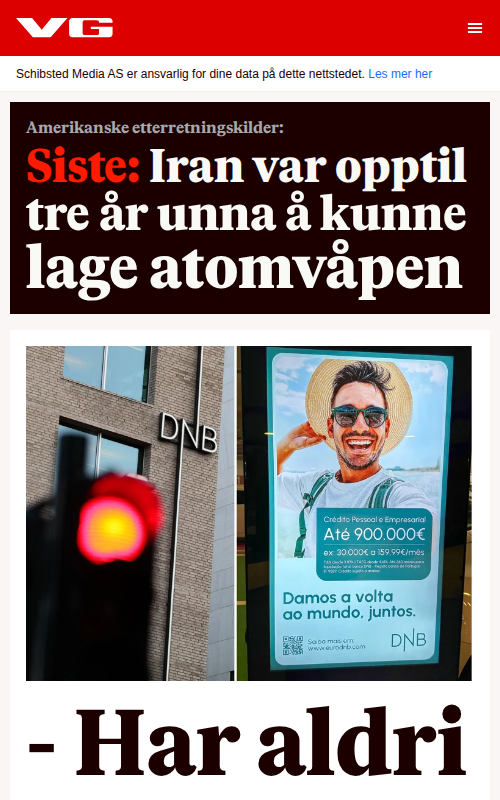 VG
Schibsted Media AS er ansvarlig for dine data på dette nettstedet. Les mer her
Amerikanske etterretningskilder:
Siste: Iran var opptil
tre år unna å kunne
lage atomvåpen
DNB
Crédito Pessoal e Empresarial
Até 900.000€
ex: 30.000€ a 159.99€/mês
Damos a volta
ao mundo, juntos.
Saiba mais em:
www.eurodnb.com
DNB
- Har aldri